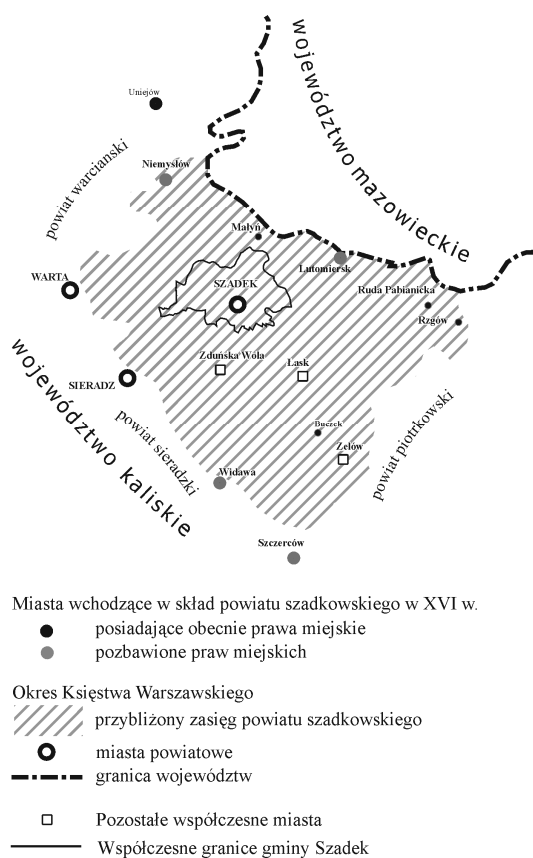 województwo mazowieckie
Uniejów
powiat warcianski
Niemysłów
Małyń
Lutomiersk
WARTA
SZADEK
Ruda Pabianicka
Rzgów
Zduńska Wola
Łask
SIERADZ
województwo kaliskie
powiat sieradzki
powiat piotrkowski
Buczek
Zelów
Widawa
Szczerców
Miasta wchodzące w skład powiatu szadkowskiego w XVI w.
posiadające obecnie prawa miejskie
pozbawione praw miejskich
Okres Księstwa Warszawskiego
przybliżony zasięg powiatu szadkowskiego
miasta powiatowe
granica województw
Pozostałe współczesne miasta
Współczesne granice gminy Szadek